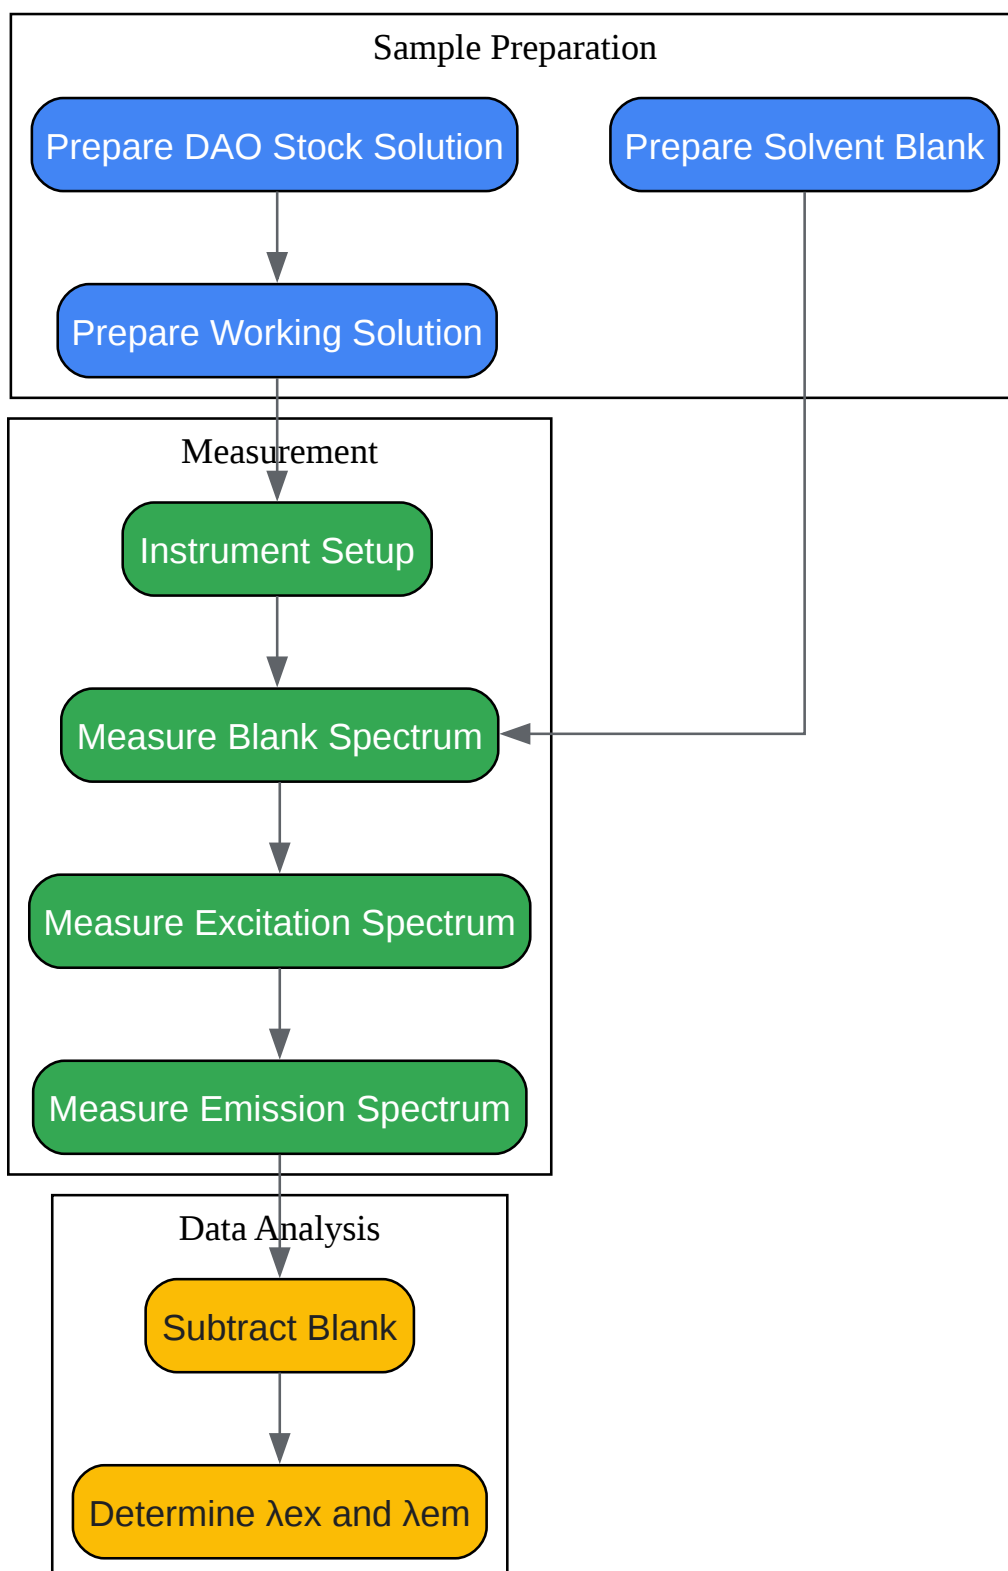 Sample Preparation
Prepare DAO Stock Solution
Prepare Solvent Blank
Prepare Working Solution
Measurement
Instrument Setup
Measure Blank Spectrum
Measure Excitation Spectrum
Measure Emission Spectrum
Data Analysis
Subtract Blank
Determine λex and λem